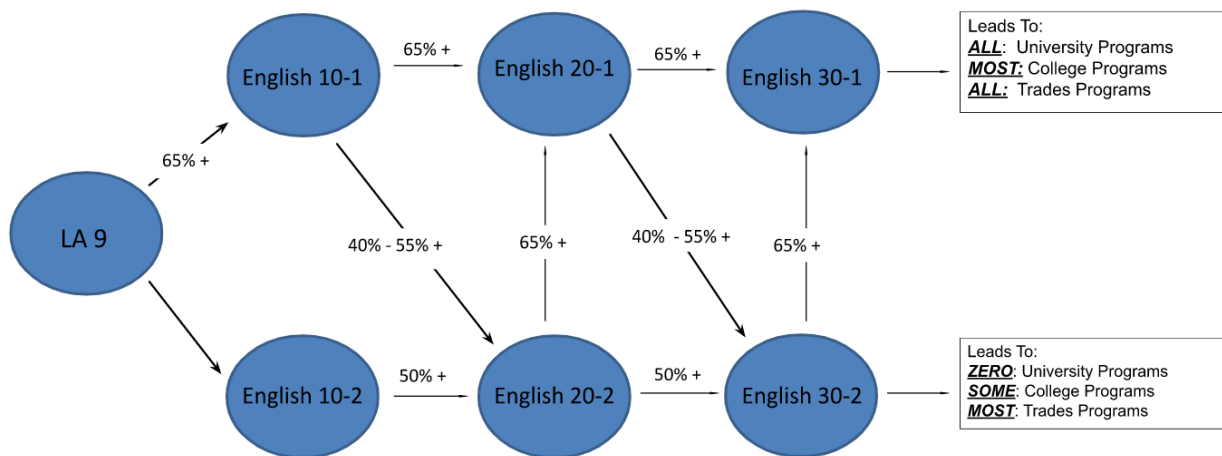 65% +
65% +
English 10-1
English 20-1
English 30-1
Leads To:
ALL: University Programs
MOST: College Programs
ALL: Trades Programs
65% +
LA 9
40% - 55% +
65% +
40% - 55% +
65% +
English 10-2
50% +
English 20-2
50% +
English 30-2
Leads To:
ZERO: University Programs
SOME: College Programs
MOST: Trades Programs